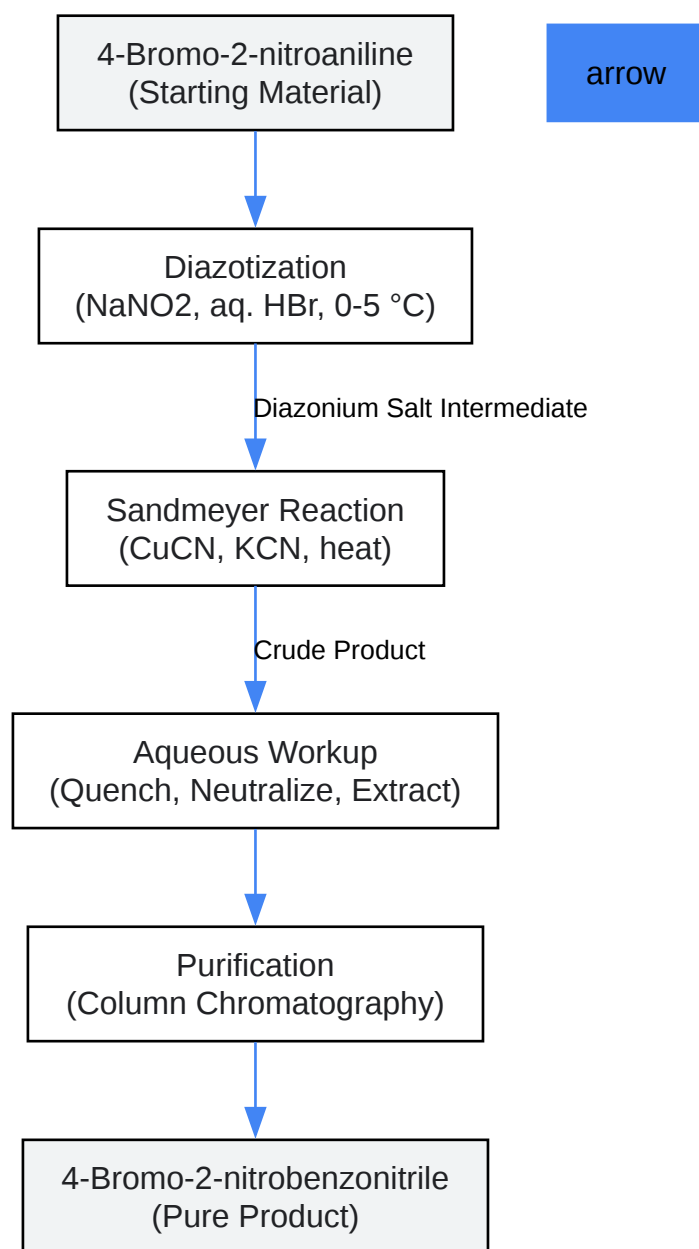 4-Bromo-2-nitroaniline
(Starting Material)
arrow
Diazotization
(NaNO2, aq. HBr, 0-5 °C)
Diazonium Salt Intermediate
Sandmeyer Reaction
(CuCN, KCN, heat)
Crude Product
Aqueous Workup
(Quench, Neutralize, Extract)
Purification
(Column Chromatography)
4-Bromo-2-nitrobenzonitrile
(Pure Product)